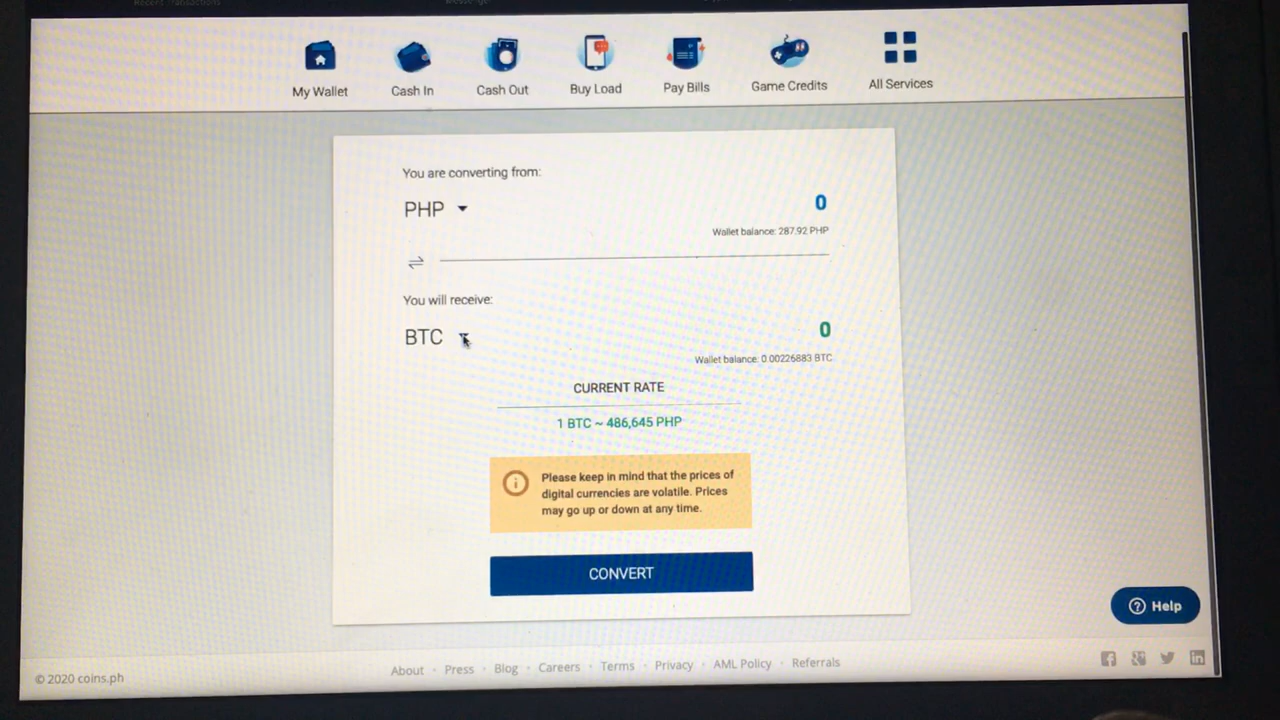 Recent Transactions
My Wallet
Cash In
Cash Out
Buy Load
Pay Bills
Game Credits
All Services
You are converting from:
PHP
0
Wallet balance: 287.92 PHP
You will receive:
BTC
0
Wallet balance: 0.00226883 BTC
CURRENT RATE
1 BTC ~ 486,645 PHP
Please keep in mind that the prices of
digital currencies are volatile. Prices
may go up or down at any time.
CONVERT
Help
© 2020 coins.ph
About · Press · Blog · Careers · Terms · Privacy · AML Policy · Referrals